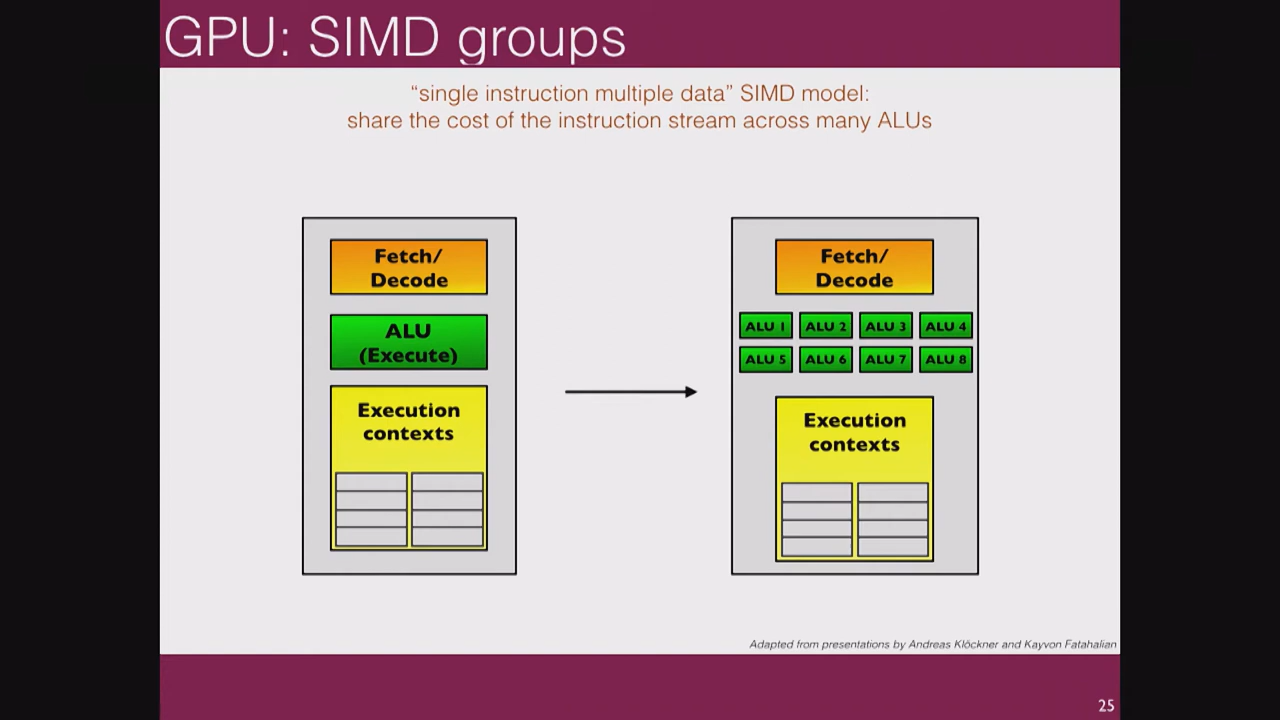 GPU: SIMD groups
“single instruction multiple data” SIMD model:
share the cost of the instruction stream across many ALUs
Fetch/
Decode
ALU
(Execute)
Execution
contexts
Fetch/
Decode
ALU 1 ALU 2 ALU 3 ALU 4
ALU 5 ALU 6 ALU 7 ALU 8
Execution
contexts
Adapted from presentations by Andreas Klöckner and Kayvon Fatahalian
25